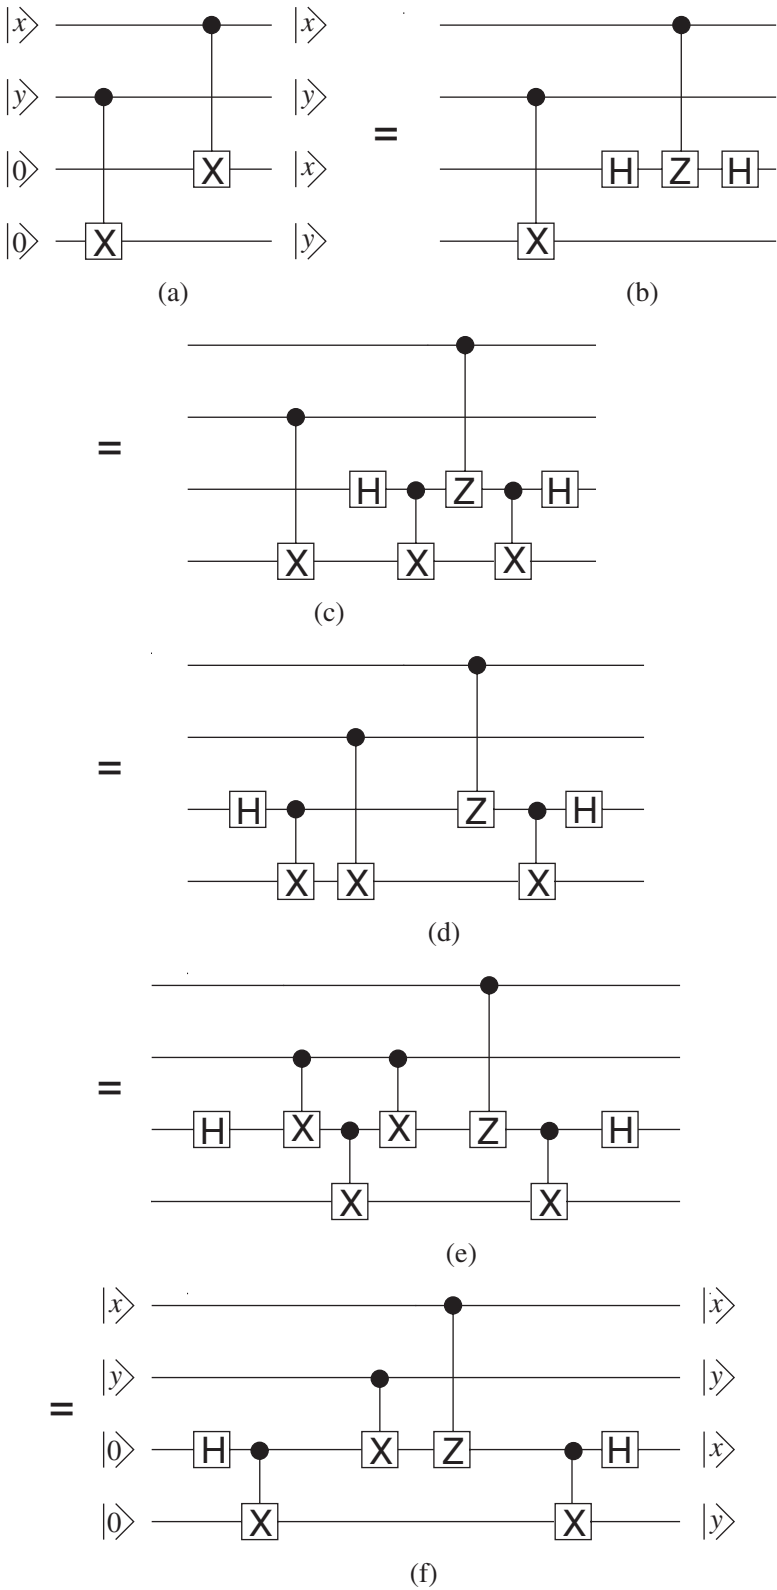 |x⟩ |x⟩
|y⟩ |y⟩
=
|0⟩ X |x⟩ H Z H
|0⟩ X |y⟩ X
(a) (b)
=
H Z H
X X X
(c)
=
H Z H
X X X
(d)
=
H X X Z H
X X
(e)
|x⟩ |x⟩
|y⟩ |y⟩
=
|0⟩ H X Z H |x⟩
|0⟩ X X |y⟩
(f)